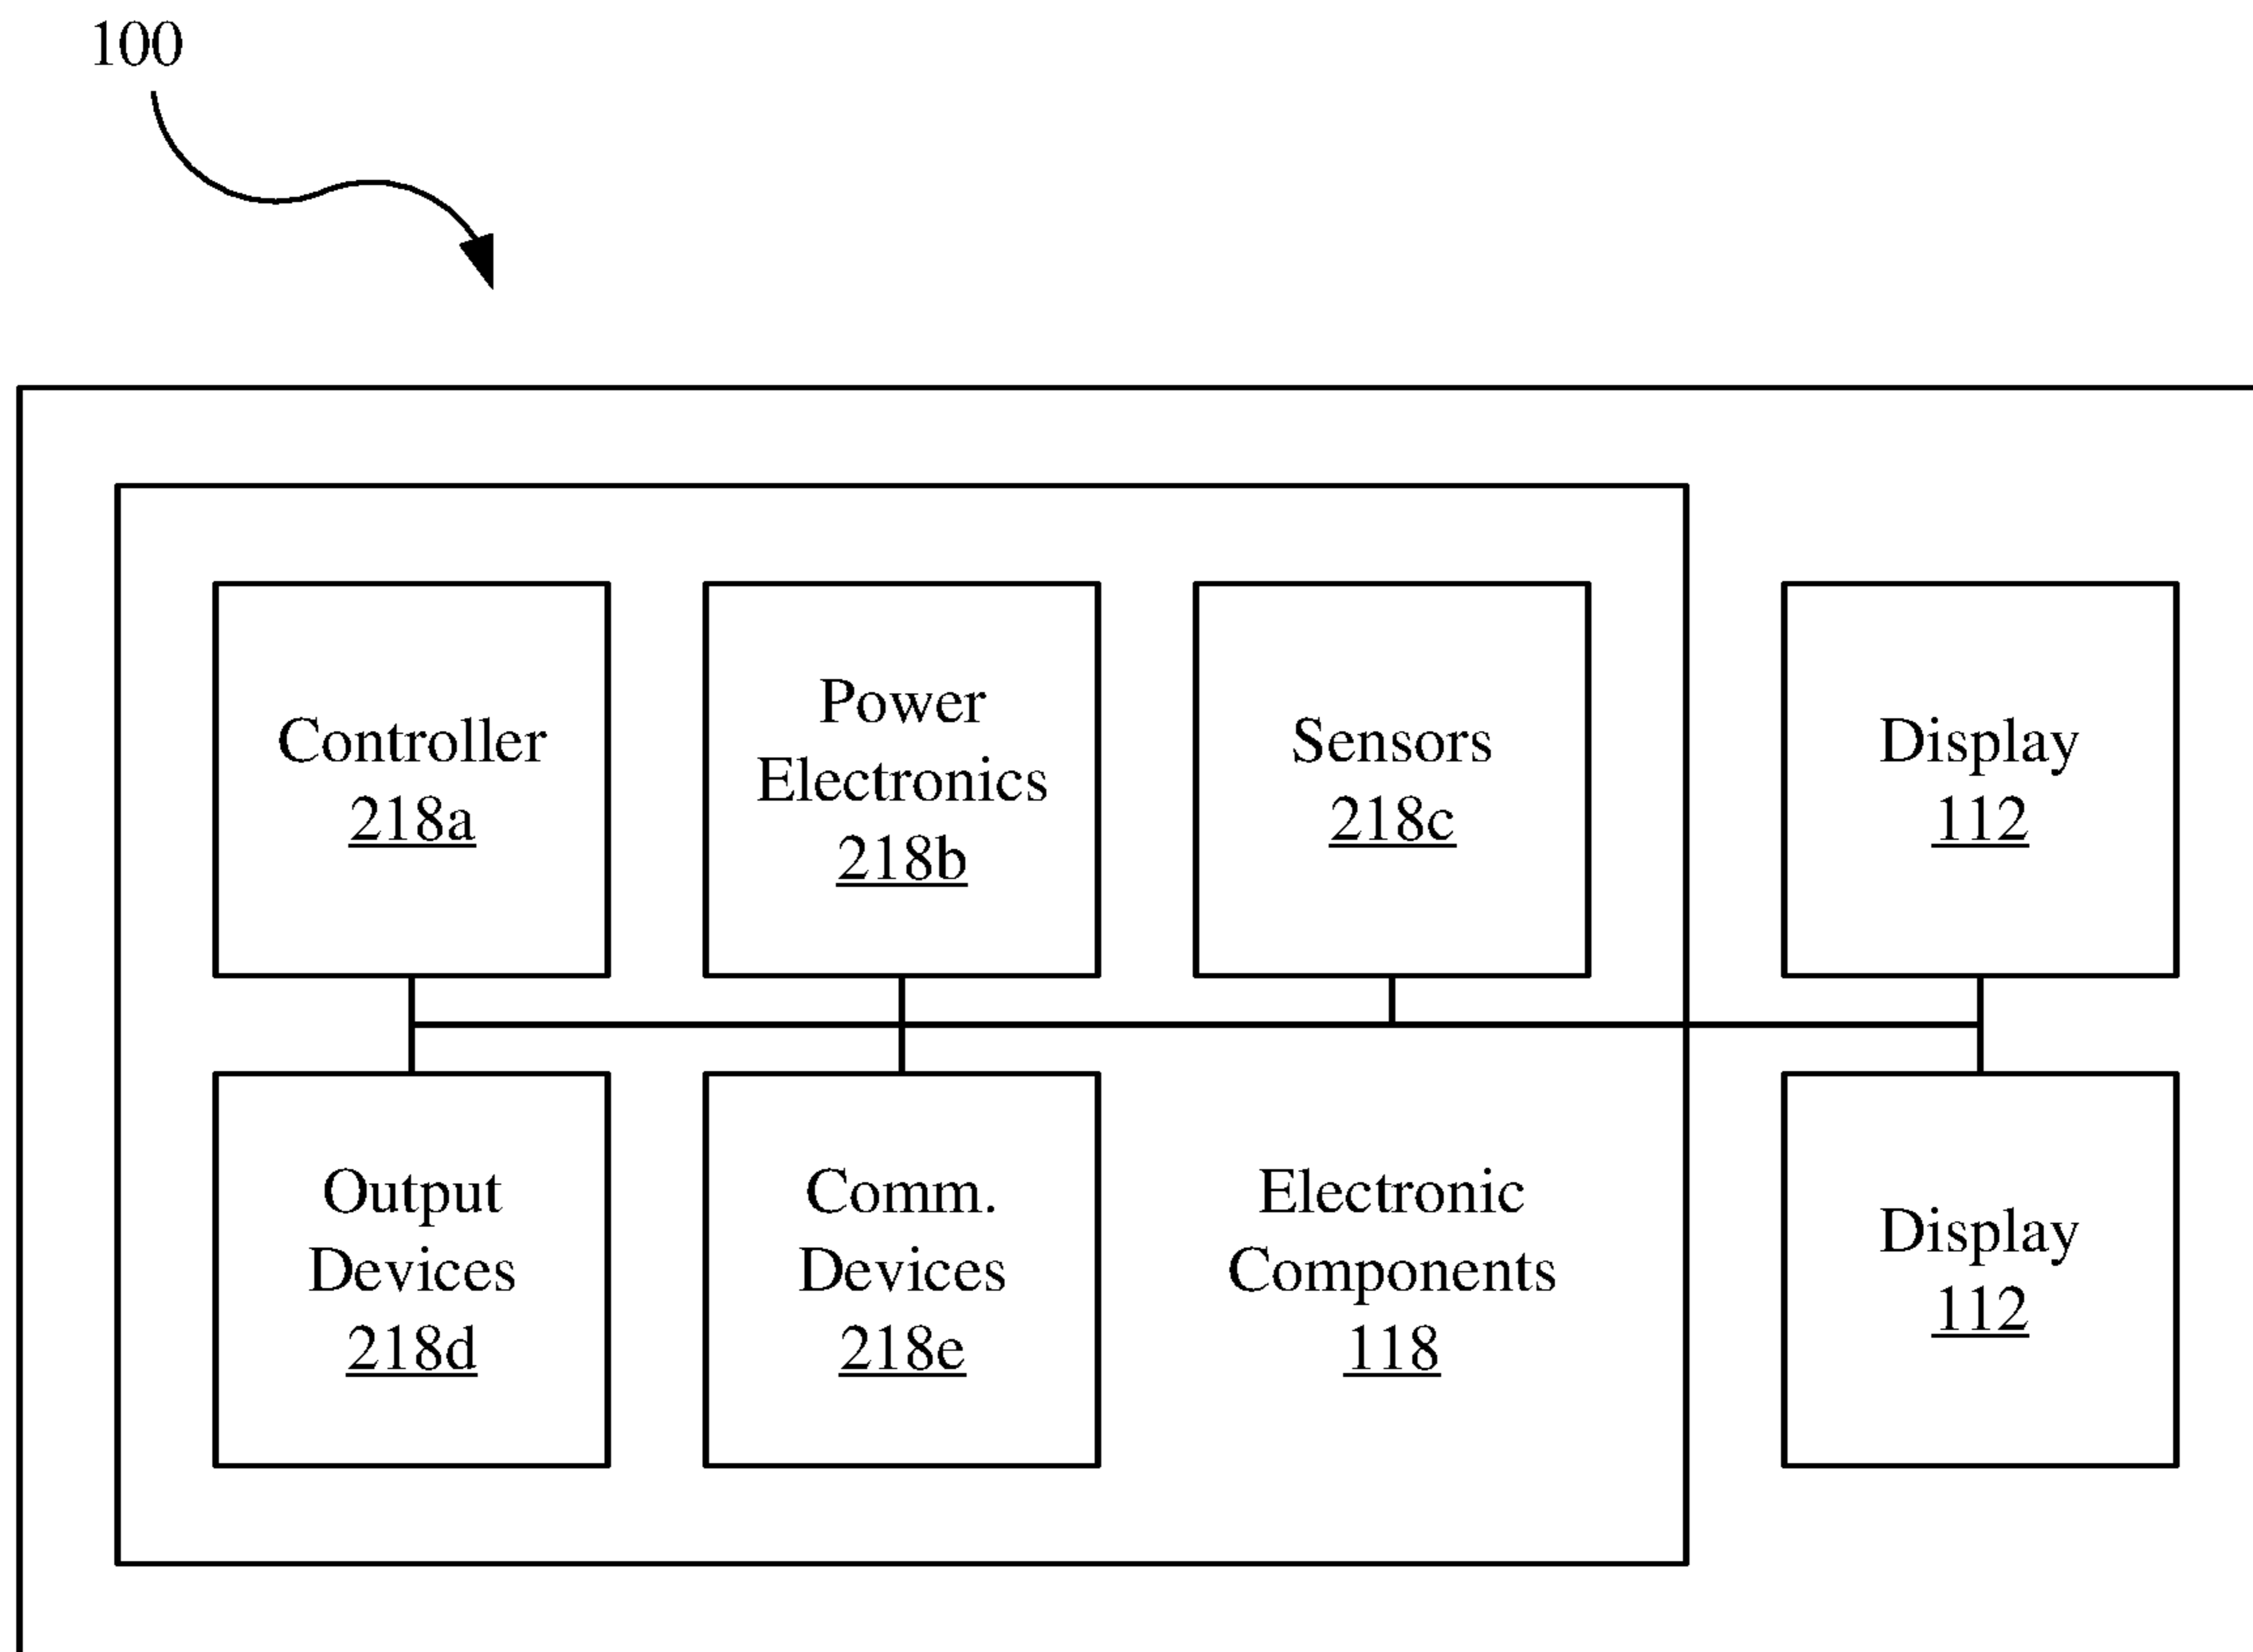 100
Controller
218a
Power
Electronics
218b
Sensors
218c
Display
112
Output
Devices
218d
Comm.
Devices
218e
Electronic
Components
118
Display
112